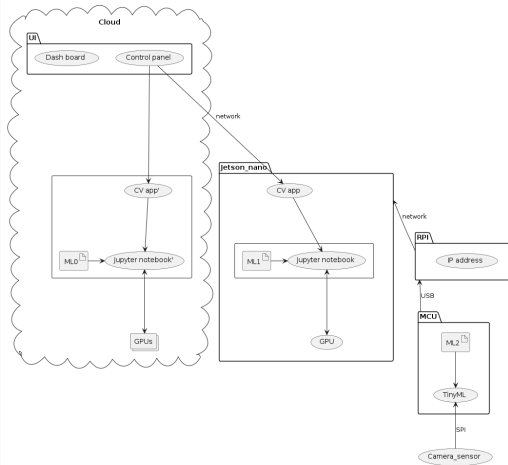 Cloud
UI
Dash board
Control panel
network
Jetson_nano
CV app'
CV app
network
RPI
ML0
jupyter notebook'
ML1
jupyter notebook
IP address
USB
MCU
GPUs
GPU
ML2
TinyML
SPI
Camera_sensor